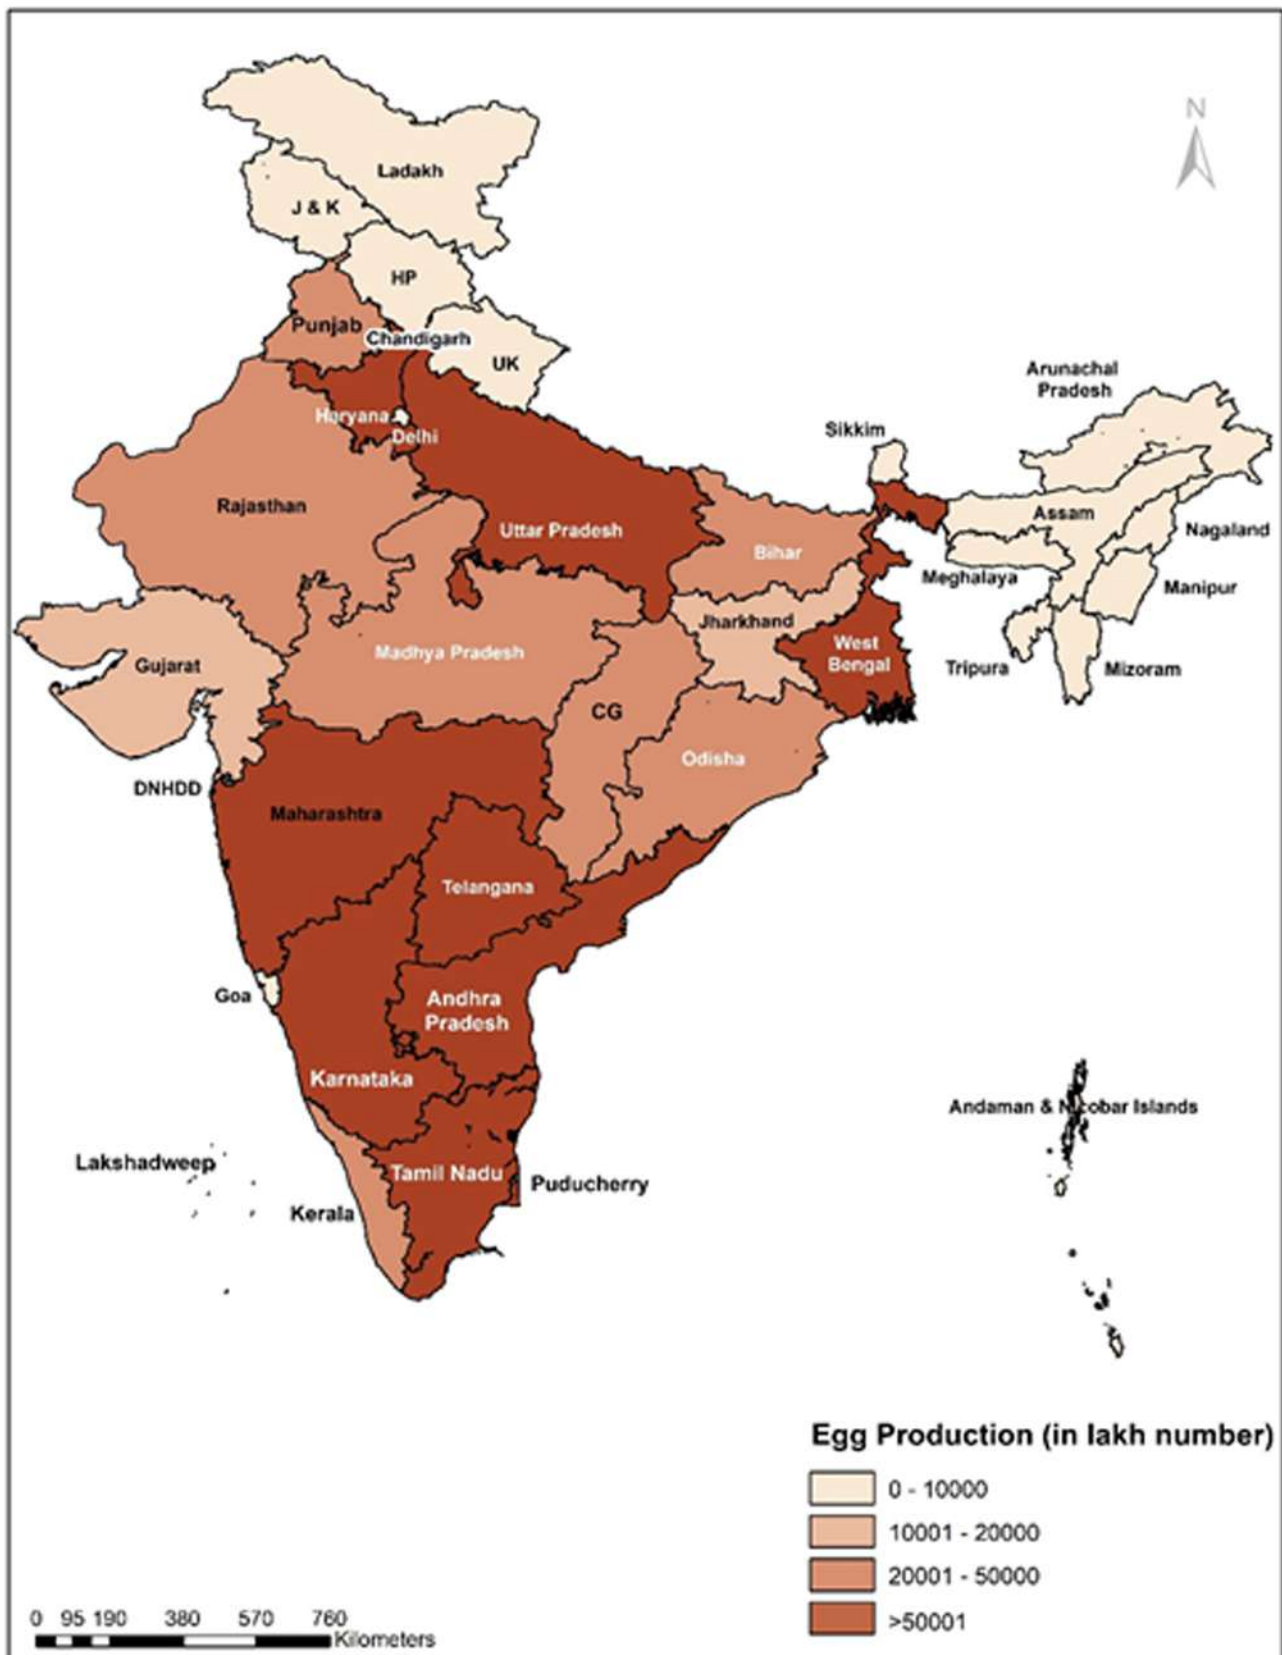 N
Ladakh
J & K
HP
Punjab
Chandigarh
UK
Haryana
Delhi
Arunachal
Pradesh
Sikkim
Rajasthan
Uttar Pradesh
Assam
Nagaland
Bihar
Meghalaya
Manipur
Jharkhand
West
Bengal
Gujarat
Madhya Pradesh
Tripura
Mizoram
CG
Odisha
DNHDD
Maharashtra
Telangana
Goa
Andhra
Pradesh
Karnataka
Andaman & Nicobar Islands
Lakshadweep
Tamil Nadu
Puducherry
Kerala
Egg Production (in lakh number)
0 - 10000
10001 - 20000
20001 - 50000
>50001
0 95 190 380 570 760
Kilometers